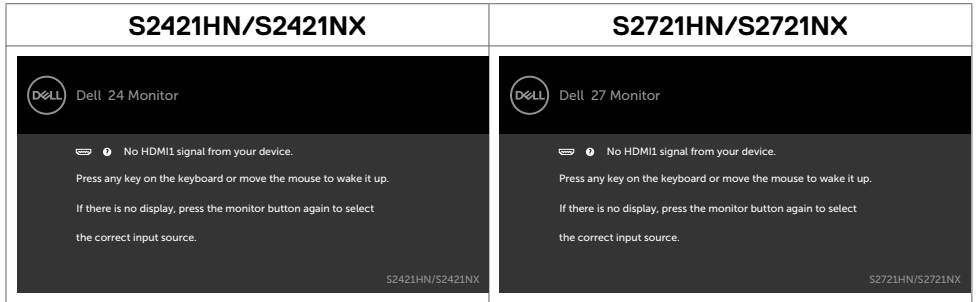 S2421HN/S2421NX
S2721HN/S2721NX
DELL
Dell 24 Monitor
No HDMI1 signal from your device.
Press any key on the keyboard or move the mouse to wake it up.
If there is no display, press the monitor button again to select
the correct input source.
S2421HN/S2421NX
DELL
Dell 27 Monitor
No HDMI1 signal from your device.
Press any key on the keyboard or move the mouse to wake it up.
If there is no display, press the monitor button again to select
the correct input source.
S2721HN/S2721NX